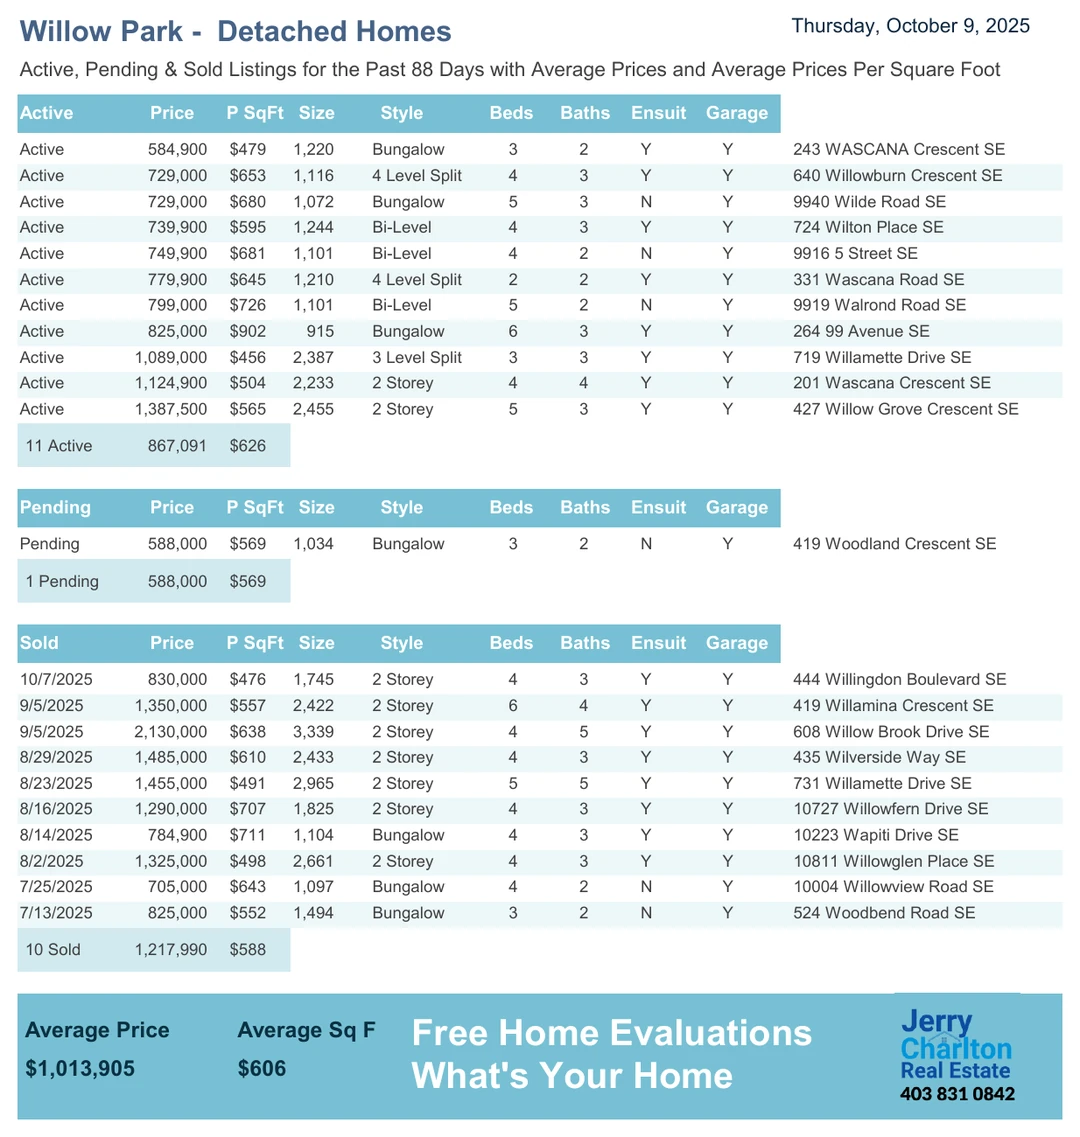 Willow Park -  Detached Homes
Thursday, October 9, 2025
Active, Pending & Sold Listings for the Past 88 Days with Average Prices and Average Prices Per Square Foot
Active Price P SqFt Size Style Beds Baths Ensuit Garage
Active 584,900 $479 1,220 Bungalow 3 2 Y Y 243 WASCANA Crescent SE
Active 729,000 $653 1,116 4 Level Split 4 3 Y Y 640 Willowburn Crescent SE
Active 729,000 $680 1,072 Bungalow 5 3 N Y 9940 Wilde Road SE
Active 739,900 $595 1,244 Bi-Level 4 3 Y Y 724 Wilton Place SE
Active 749,900 $681 1,101 Bi-Level 4 2 N Y 9916 5 Street SE
Active 779,900 $645 1,210 4 Level Split 2 2 Y Y 331 Wascana Road SE
Active 799,000 $726 1,101 Bi-Level 5 2 N Y 9919 Walrond Road SE
Active 825,000 $902 915 Bungalow 6 3 Y Y 264 99 Avenue SE
Active 1,089,000 $456 2,387 3 Level Split 3 3 Y Y 719 Willamette Drive SE
Active 1,124,900 $504 2,233 2 Storey 4 4 Y Y 201 Wascana Crescent SE
Active 1,387,500 $565 2,455 2 Storey 5 3 Y Y 427 Willow Grove Crescent SE
11 Active 867,091 $626
Pending Price P SqFt Size Style Beds Baths Ensuit Garage
Pending 588,000 $569 1,034 Bungalow 3 2 N Y 419 Woodland Crescent SE
1 Pending 588,000 $569
Sold Price P SqFt Size Style Beds Baths Ensuit Garage
10/7/2025 830,000 $476 1,745 2 Storey 4 3 Y Y 444 Willingdon Boulevard SE
9/5/2025 1,350,000 $557 2,422 2 Storey 6 4 Y Y 419 Willamina Crescent SE
9/5/2025 2,130,000 $638 3,339 2 Storey 4 5 Y Y 608 Willow Brook Drive SE
8/29/2025 1,485,000 $610 2,433 2 Storey 4 3 Y Y 435 Wilverside Way SE
8/23/2025 1,455,000 $491 2,965 2 Storey 5 5 Y Y 731 Willamette Drive SE
8/16/2025 1,290,000 $707 1,825 2 Storey 4 3 Y Y 10727 Willowfern Drive SE
8/14/2025 784,900 $711 1,104 Bungalow 4 3 Y Y 10223 Wapiti Drive SE
8/2/2025 1,325,000 $498 2,661 2 Storey 4 3 Y Y 10811 Willowglen Place SE
7/25/2025 705,000 $643 1,097 Bungalow 4 2 N Y 10004 Willowview Road SE
7/13/2025 825,000 $552 1,494 Bungalow 3 2 N Y 524 Woodbend Road SE
10 Sold 1,217,990 $588
Average Price Average Sq F
$1,013,905 $606
Free Home Evaluations
What's Your Home
Jerry
Charlton
Real Estate
403 831 0842